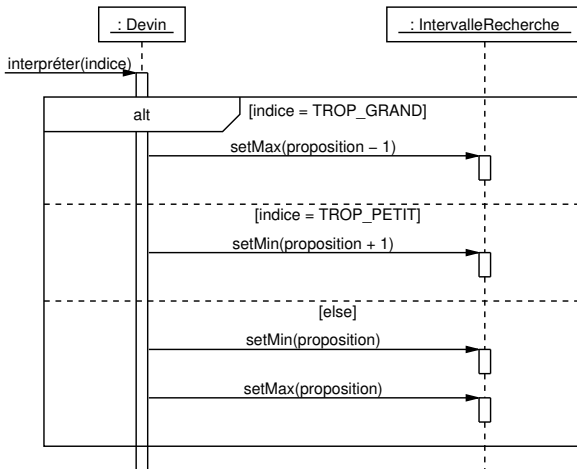 : Devin
: IntervalleRecherche
interpréter(indice)
alt
[indice = TROP_GRAND]
setMax(proposition − 1)
[indice = TROP_PETIT]
setMin(proposition + 1)
[else]
setMin(proposition)
setMax(proposition)